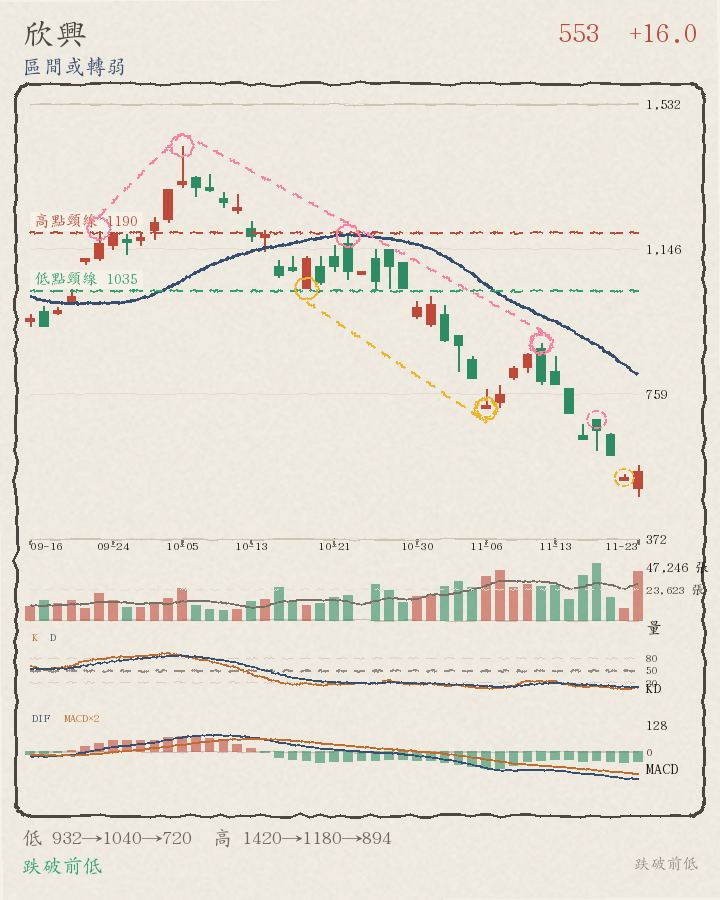 欣興
553 +16.0
區間或轉弱
1,532
高點頸線 1190
1,146
低點頸線 1035
759
372
09-16 09-24 10-05 10-13 10-21 10-30 11-06 11-13 11-23
47,246 張
23,623 張
量
K D
80
50
20
KD
DIF MACD×2
128
0
MACD
低 932→1040→720 高 1420→1180→894
跌破前低
跌破前低